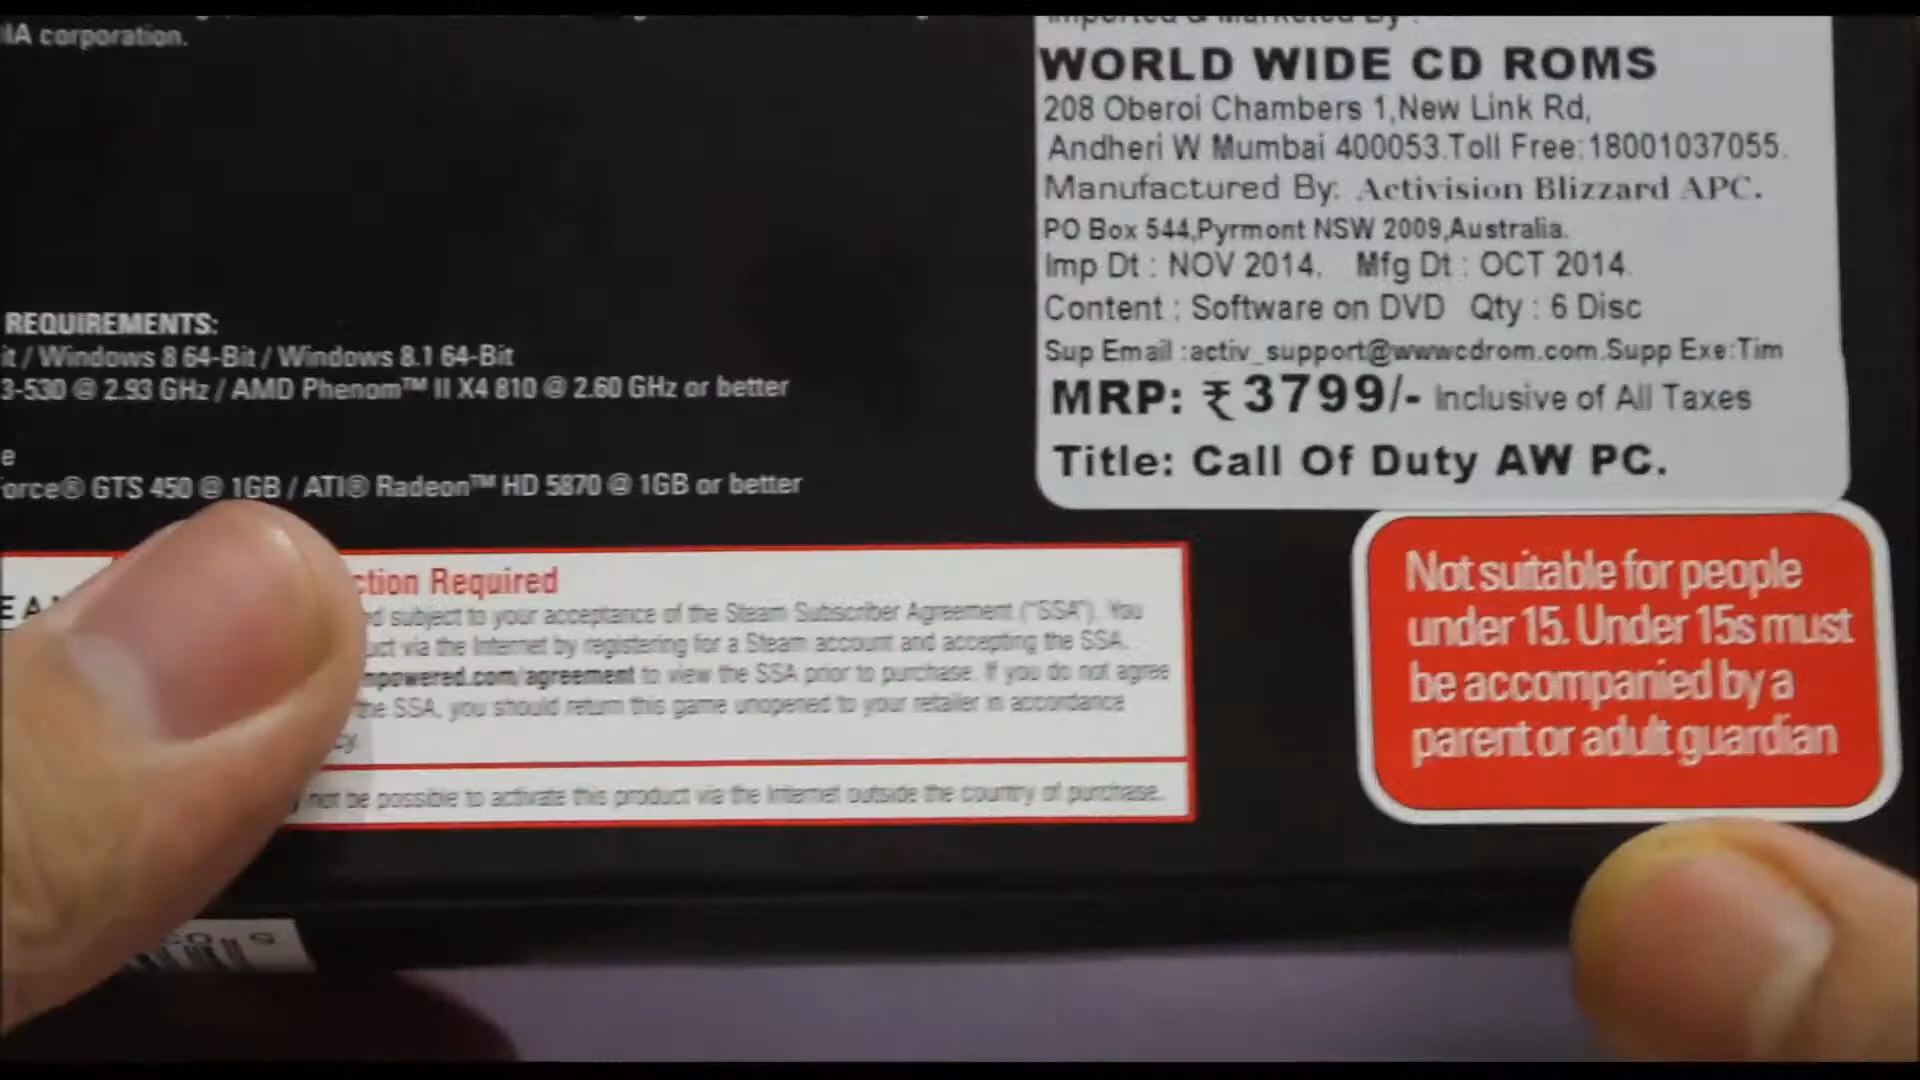 IA corporation.
Imported & Marketed By :
WORLD WIDE CD ROMS
208 Oberoi Chambers 1,New Link Rd,
Andheri W Mumbai 400053.Toll Free:18001037055.
Manufactured By: Activision Blizzard APC.
PO Box 544,Pyrmont NSW 2009,Australia.
Imp Dt : NOV 2014. Mfg Dt : OCT 2014.
Content : Software on DVD Qty : 6 Disc
Sup Email :activ_support@wwwcdrom.com.Supp Exe:Tim
MRP: ₹3799/- Inclusive of All Taxes
Title: Call Of Duty AW PC.
REQUIREMENTS:
it / Windows 8 64-Bit / Windows 8.1 64-Bit
3-530 @ 2.93 GHz / AMD Phenom™ II X4 810 @ 2.60 GHz or better
e
orce® GTS 450 @ 1GB / ATI® Radeon™ HD 5870 @ 1GB or better
ction Required
ed subject to your acceptance of the Steam Subscriber Agreement ("SSA"). You
uct via the Internet by registering for a Steam account and accepting the SSA.
mpowered.com/agreement to view the SSA prior to purchase. If you do not agree
the SSA, you should return this game unopened to your retailer in accordance
cy.
y not be possible to activate this product via the Internet outside the country of purchase.
Not suitable for people
under 15. Under 15s must
be accompanied by a
parent or adult guardian